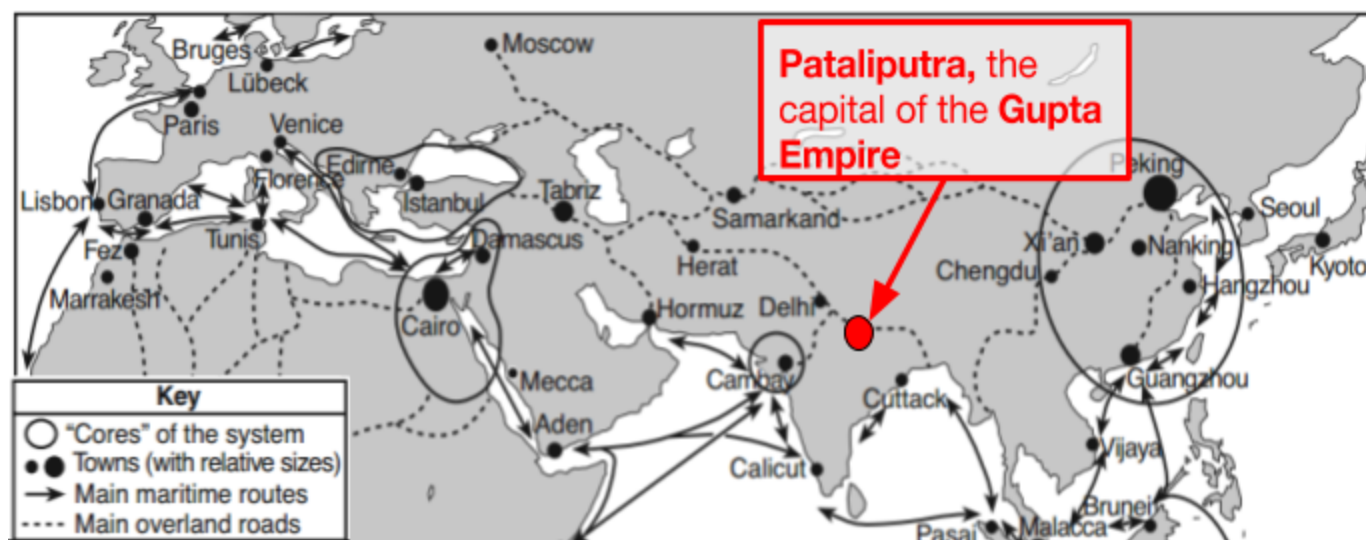 Bruges
Lübeck
Moscow
Paris
Venice
Florence
Edirne
Istanbul
Lisbon
Granada
Fez
Tunis
Marrakesh
Cairo
Damascus
Tabriz
Samarkand
Herat
Hormuz
Delhi
Cambay
Mecca
Aden
Calicut
Cuttack
Pataliputra, the
capital of the Gupta
Empire
Peking
Seoul
Xi'an
Nanking
Kyoto
Chengdu
Hangzhou
Guangzhou
Vijaya
Brunei
Malacca
Pasai
Key
"Cores" of the system
Towns (with relative sizes)
Main maritime routes
Main overland roads